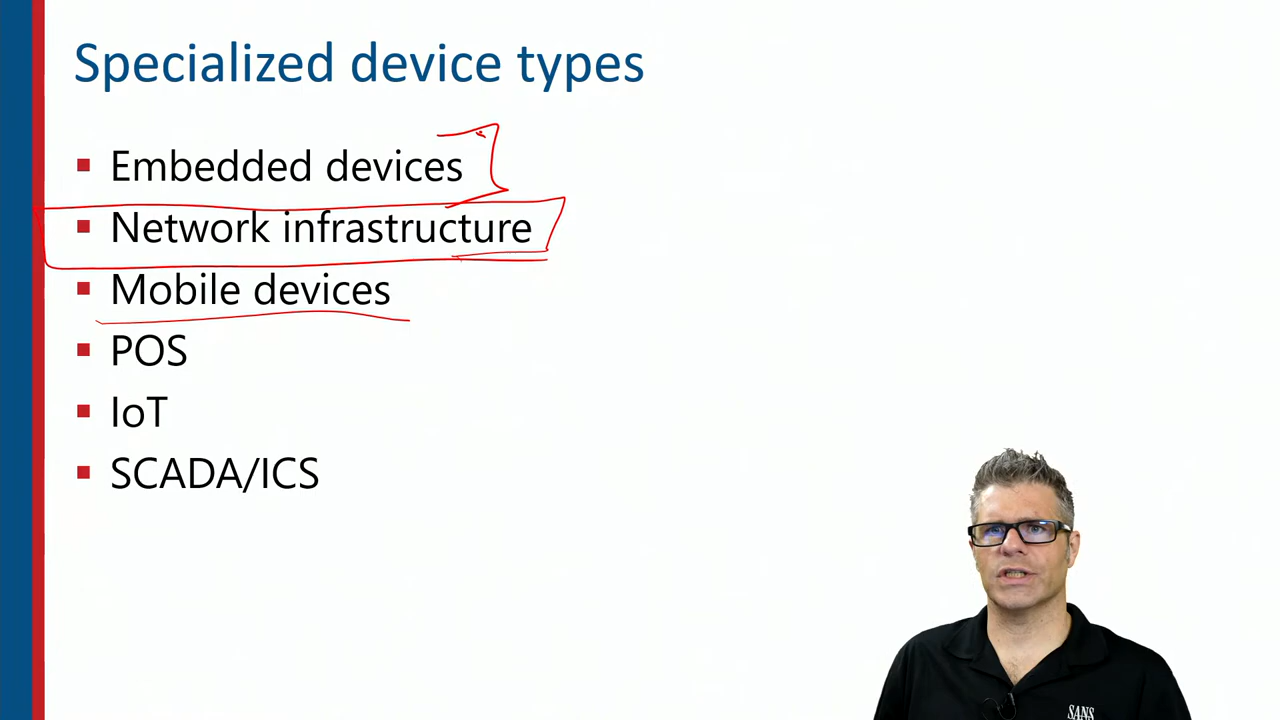 Specialized device types
Embedded devices
Network infrastructure
Mobile devices
POS
IoT
SCADA/ICS
SANS